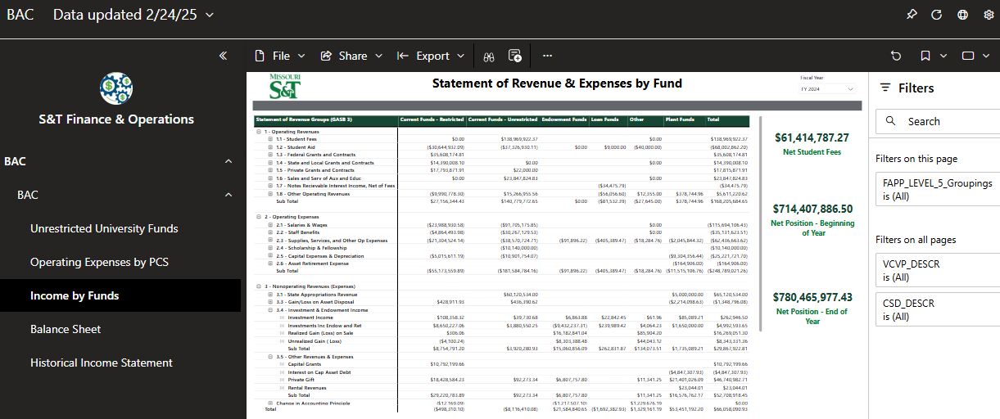 BAC Data updated 2/24/25
File Share Export
S&T Finance & Operations
BAC
BAC
Unrestricted University Funds
Operating Expenses by PCS
Income by Funds
Balance Sheet
Historical Income Statement
MISSOURI
S&T
Statement of Revenue & Expenses by Fund
Fiscal Year
FY 2024
Statement of Revenue Groups (GASB 3) Current Funds - Restricted Current Funds - Unrestricted Endowment Funds Loan Funds Other Plant Funds Total
1 - Operating Revenues
1.1 - Student Fees $0.00 $138,969,922.37 $0.00 $138,969,922.37
1.2 - Student Aid ($30,644,932.09) ($37,326,930.11) $0.00 $9,000.00 ($40,000.00) ($68,002,862.20)
1.3 - Federal Grants and Contracts $35,608,174.81 $35,608,174.81
1.4 - State and Local Grants and Contracts $14,390,008.10 $0.00 $0.00 $14,390,008.10
1.5 - Private Grants and Contracts $17,793,871.91 $22,000.00 $17,815,871.91
1.6 - Sales and Serv of Aux and Educ $0.00 $23,847,824.83 $0.00 $23,847,824.83
1.7 - Notes Recievable Interest Income, Net of Fees ($34,475.79) ($34,475.79)
1.8 - Other Operating Revenues ($9,990,778.30) $15,266,955.56 ($56,056.60) $12,355.00 $378,744.96 $5,611,220.62
Sub Total $27,156,344.43 $140,779,772.65 $0.00 ($81,532.39) ($27,645.00) $378,744.96 $168,205,684.65
2 - Operating Expenses
2.1 - Salaries & Wages ($23,988,930.58) ($91,705,175.85) $0.00 ($115,694,106.43)
2.2 - Staff Benefits ($4,864,493.98) ($30,267,129.53) $0.00 ($35,131,623.51)
2.3 - Supplies, Services, and Other Op Expenses ($21,304,524.14) ($38,570,724.71) ($91,896.22) ($405,389.47) ($18,284.76) ($2,045,844.32) ($62,436,663.62)
2.4 - Scholarship & Fellowship ($10,140,000.00) ($10,140,000.00)
2.5 - Capital Expenses & Depreciation ($5,015,611.19) ($10,901,754.07) ($9,304,356.44) ($25,221,721.70)
2.6 - Asset Retirement Expense ($164,906.00) ($164,906.00)
Sub Total ($55,173,559.89) ($181,584,784.16) ($91,896.22) ($405,389.47) ($18,284.76) ($11,515,106.76) ($248,789,021.26)
3 - Nonoperating Revenues (Expenses)
3.1 - State Appropriations Revenue $60,120,534.00 $5,000,000.00 $65,120,534.00
3.3 - Gain/Loss on Asset Disposal $428,911.93 $436,390.62 ($2,214,098.63) ($1,348,796.08)
3.4 - Investment & Endowment Income
Investment Income $108,358.32 $39,730.68 $6,863.88 $22,842.45 $61.96 $85,089.21 $262,946.50
Investments Inc Endow and Ret $8,650,227.06 $3,880,550.25 ($9,432,237.31) $239,989.42 $4,064.23 $1,650,000.00 $4,992,593.65
Realized Gain (Loss) on Sale $306.06 $16,182,841.04 $85,904.20 $16,269,051.30
Unrealized Gain (Loss) ($4,100.24) $8,303,388.48 $44,043.12 $8,343,331.36
Sub Total $8,754,791.20 $3,920,280.93 $15,060,856.09 $262,831.87 $134,073.51 $1,735,089.21 $29,867,922.81
3.5 - Other Revenues & Expenses
Capital Grants $10,792,199.66 $10,792,199.66
Interest on Cap Asset Debt ($4,847,307.93) ($4,847,307.93)
Private Gift $18,428,584.23 $92,273.34 $6,807,757.80 $11,341.25 $21,401,026.09 $46,740,982.71
Rental Revenues $23,044.01 $23,044.01
Sub Total $29,220,783.89 $92,273.34 $6,807,757.80 $11,341.25 $16,576,762.17 $52,708,918.45
Change in Accounting Principle ($12,169.09) ($1,217,507.10) $1,229,676.19 $0.00
Total ($498,310.10) ($8,116,410.08) $21,584,840.65 ($1,692,382.93) $1,329,161.19 $53,451,192.20 $66,058,090.93
$61,414,787.27
Net Student Fees
$714,407,886.50
Net Position - Beginning
of Year
$780,465,977.43
Net Position - End of
Year
Filters
Search
Filters on this page
FAPP_LEVEL_5_Groupings
is (All)
Filters on all pages
VCVP_DESCR
is (All)
CSD_DESCR
is (All)